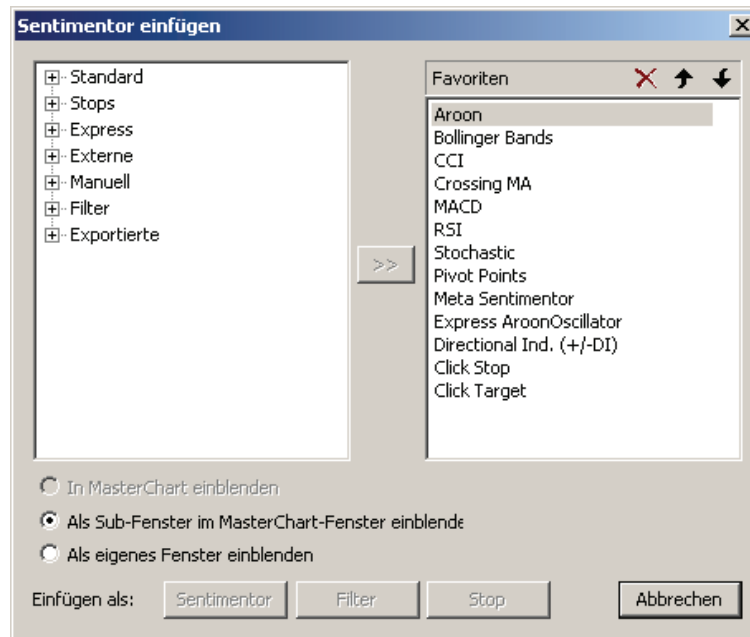 Sentimentor einfügen
Standard
Stops
Express
Externe
Manuell
Filter
Exportierte
>>
Favoriten
Aroon
Bollinger Bands
CCI
Crossing MA
MACD
RSI
Stochastic
Pivot Points
Meta Sentimentor
Express AroonOscillator
Directional Ind. (+/-DI)
Click Stop
Click Target
In MasterChart einblenden
Als Sub-Fenster im MasterChart-Fenster einblende
Als eigenes Fenster einblenden
Einfügen als: Sentimentor Filter Stop Abbrechen